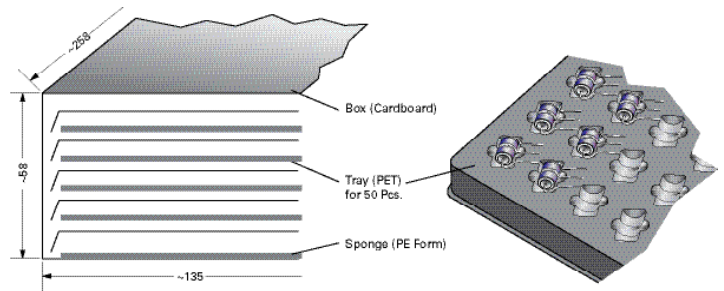 ~258
Box (Cardboard)
~58
Tray (PET)
for 50 Pcs.
Sponge (PE Form)
~135